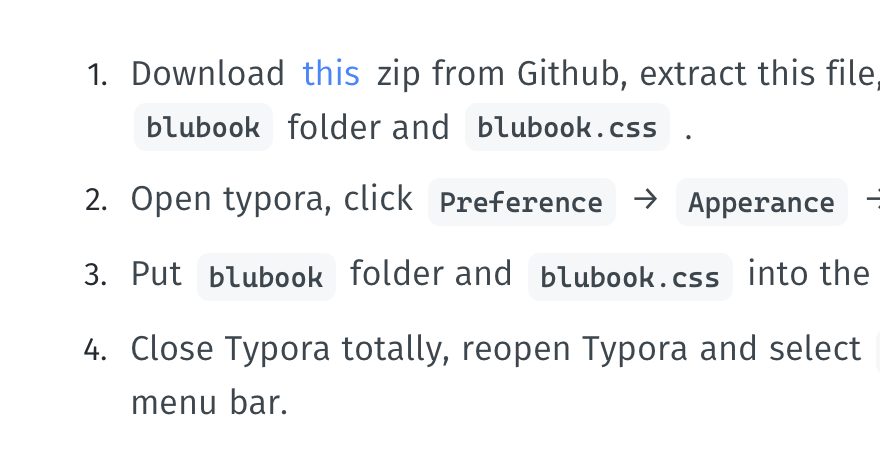 1. Download this zip from Github, extract this file,
blubook folder and blubook.css .
2. Open typora, click Preference → Apperance →
3. Put blubook folder and blubook.css into the
4. Close Typora totally, reopen Typora and select
menu bar.